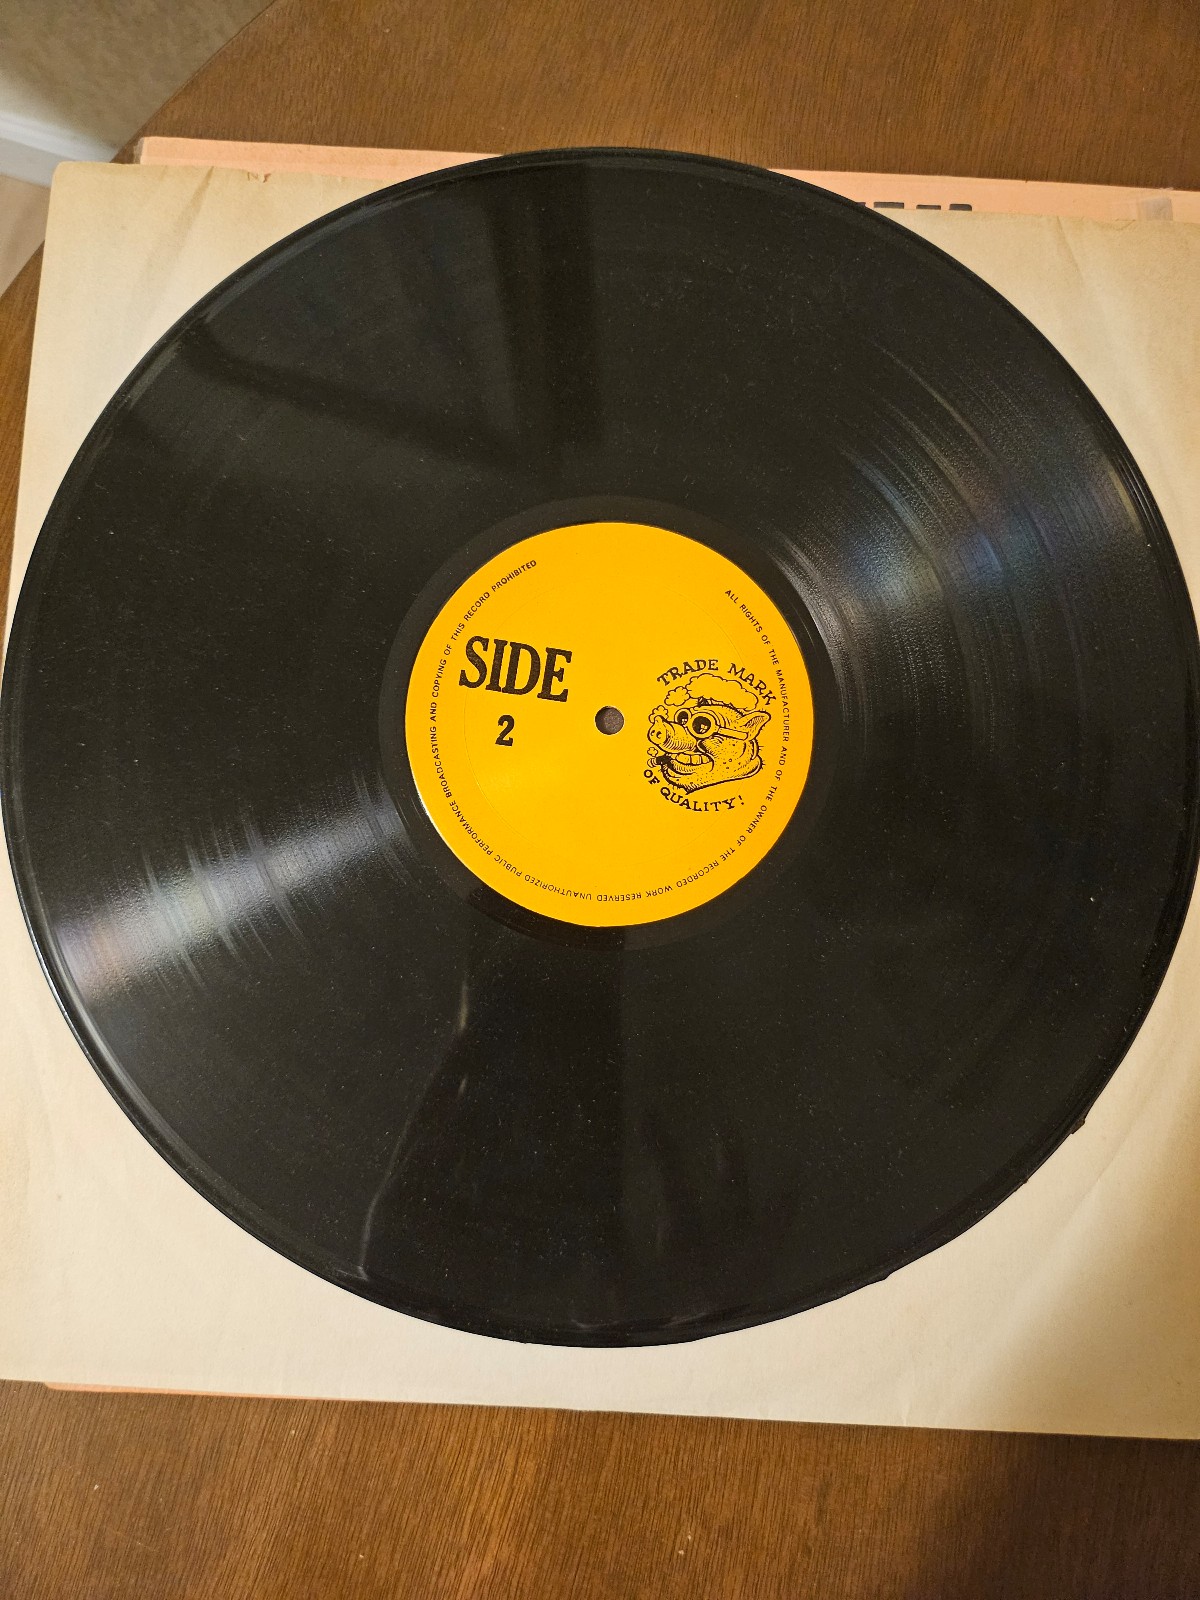 SIDE
2
TRADE MARK
OF QUALITY!
ALL RIGHTS OF THE MANUFACTURER AND OF THE OWNER OF THE RECORDED WORK RESERVED UNAUTHORIZED PUBLIC PERFORMANCE BROADCASTING AND COPYING OF THIS RECORD PROHIBITED